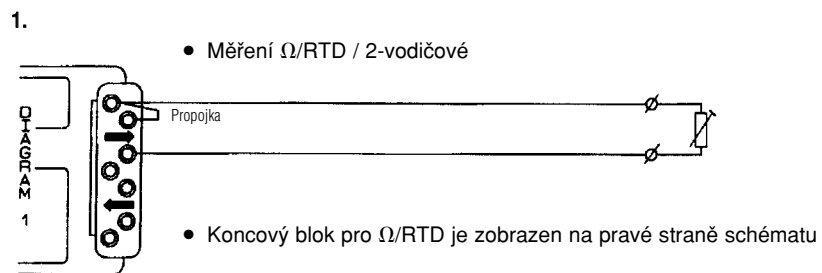 1.
• Měření Ω/RTD / 2-vodičové
Propojka
DIAGRAM 1
• Koncový blok pro Ω/RTD je zobrazen na pravé straně schématu